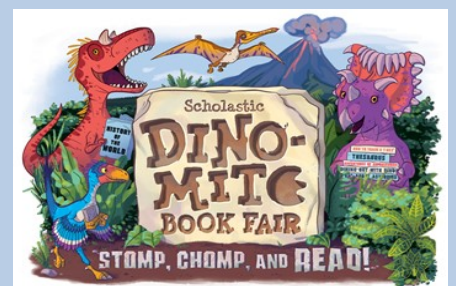 Scholastic
DINO-
MITE
BOOK FAIR
STOMP, CHOMP, AND READ!
HISTORY
OF THE
WORLD
THESAURUS